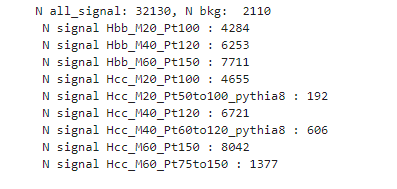 N all_signal: 32130, N bkg: 2110
N signal Hbb_M20_Pt100 : 4284
N signal Hbb_M40_Pt120 : 6253
N signal Hbb_M60_Pt150 : 7711
N signal Hcc_M20_Pt100 : 4655
N signal Hcc_M20_Pt50to100_pythia8 : 192
N signal Hcc_M40_Pt120 : 6721
N signal Hcc_M40_Pt60to120_pythia8 : 606
N signal Hcc_M60_Pt150 : 8042
N signal Hcc_M60_Pt75to150 : 1377